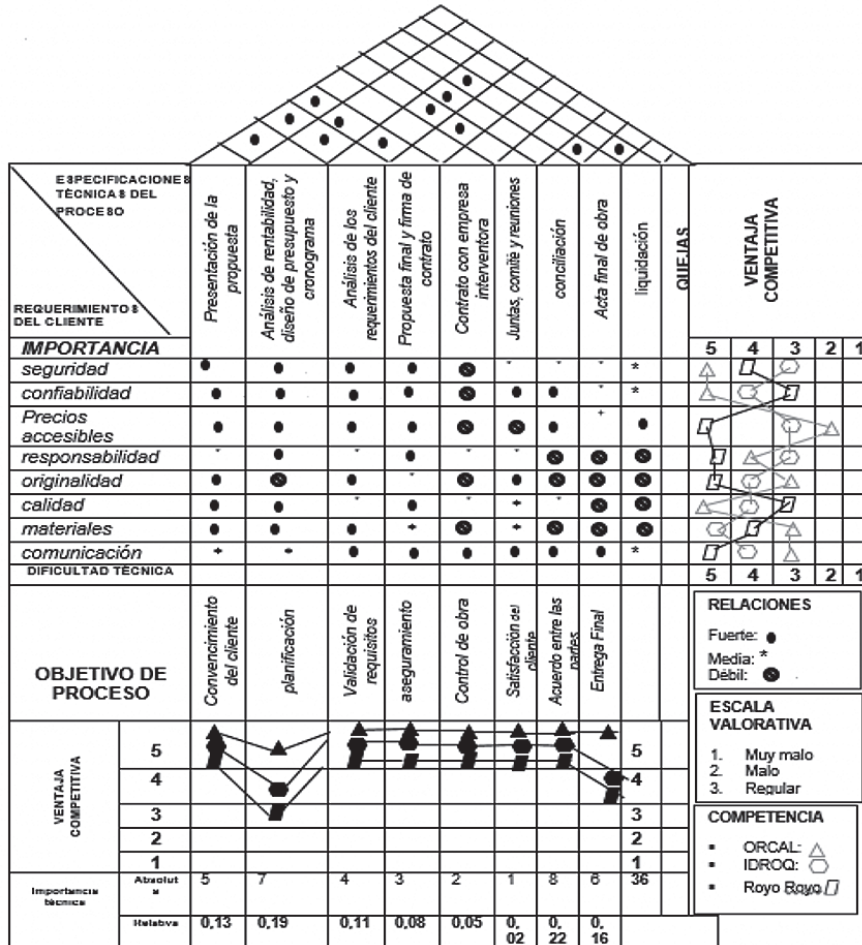 ESPECIFICACIONES
TÈCNICAS DEL
PROCESO
REQUERIMIENTOS
DEL CLIENTE
Presentación de la
propuesta
Análisis de rentabilidad,
diseño de presupuesto y
cronograma
Análisis de los
requerimientos del cliente
Propuesta final y firma de
contrato
Contrato con empresa
interventora
Juntas, comité y reuniones
conciliación
Acta final de obra
liquidación
QUEJAS
VENTAJA
COMPETITIVA
IMPORTANCIA
5 4 3 2 1
seguridad
* *
confiabilidad
*
Precios
accesibles
responsabilidad
originalidad
calidad
materiales
comunicación
*
DIFICULTAD TÈCNICA
5 4 3 2 1
OBJETIVO DE
PROCESO
Convencimiento
del cliente
planificación
Validación de
requisitos
aseguramiento
Control de obra
Satisfacción del
cliente
Acuerdo entre las
partes
Entrega Final
RELACIONES
Fuerte:
Media: *
Débil:
ESCALA
VALORATIVA
1. Muy malo
2. Malo
3. Regular
COMPETENCIA
ORCAL:
IDROQ:
Royo Royo
VENTAJA
COMPETITIVA
5 5
4 4
3 3
2 2
1 1
Importancia
técnica
Absolut
a
5 7 4 3 2 1 8 6 36
Relativa
0,13 0,19 0,11 0,08 0,05 0,
02 0,
22 0,
16